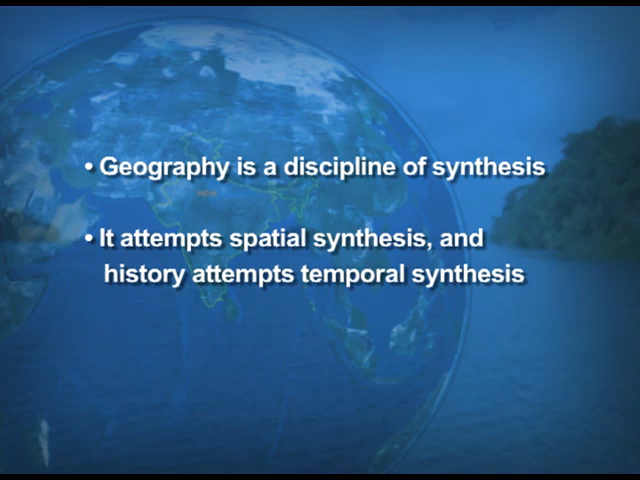 • Geography is a discipline of synthesis
• It attempts spatial synthesis, and
history attempts temporal synthesis